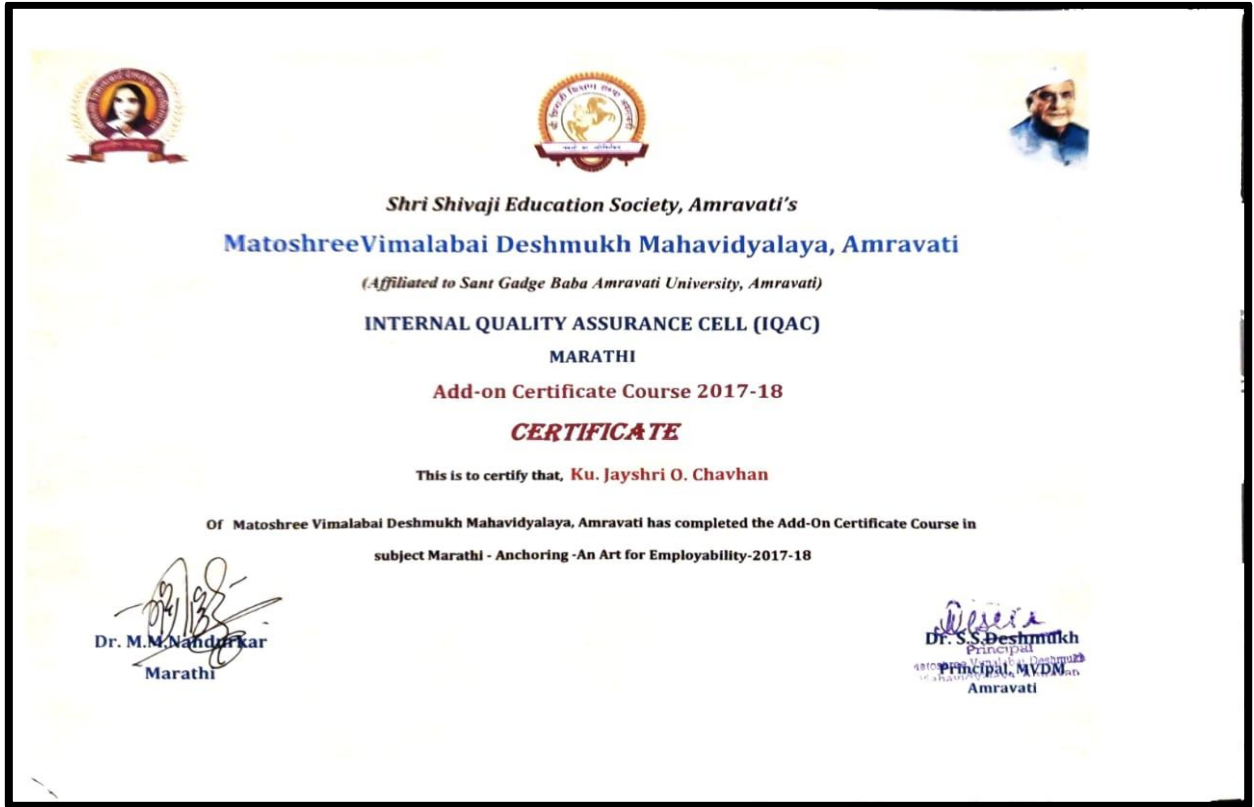 श्री शिवाजी शिक्षण संस्था अमरावती
Shri Shivaji Education Society, Amravati's
MatoshreeVimalabai Deshmukh Mahavidyalaya, Amravati
(Affiliated to Sant Gadge Baba Amravati University, Amravati)
INTERNAL QUALITY ASSURANCE CELL (IQAC)
MARATHI
Add-on Certificate Course 2017-18
CERTIFICATE
This is to certify that, Ku. Jayshri O. Chavhan
Of Matoshree Vimalabai Deshmukh Mahavidyalaya, Amravati has completed the Add-On Certificate Course in
subject Marathi - Anchoring -An Art for Employability-2017-18
Dr. M.M.Nandurkar
Marathi
Dr. S.S.Deshmukh
Principal
Principal, MVDM
Amravati